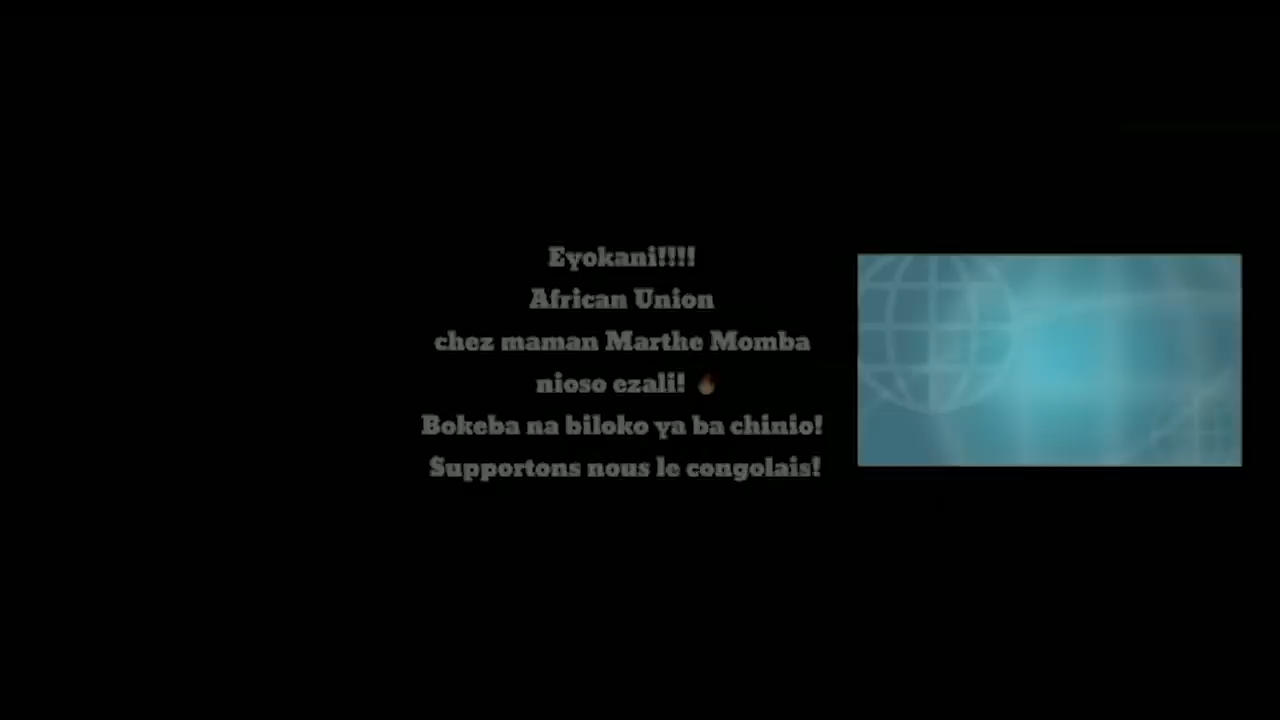 Eyokani!!!!
African Union
chez maman Marthe Momba
nioso ezali! 🔥
Bokeba na biloko ya ba chinio!
Supportons nous le congolais!